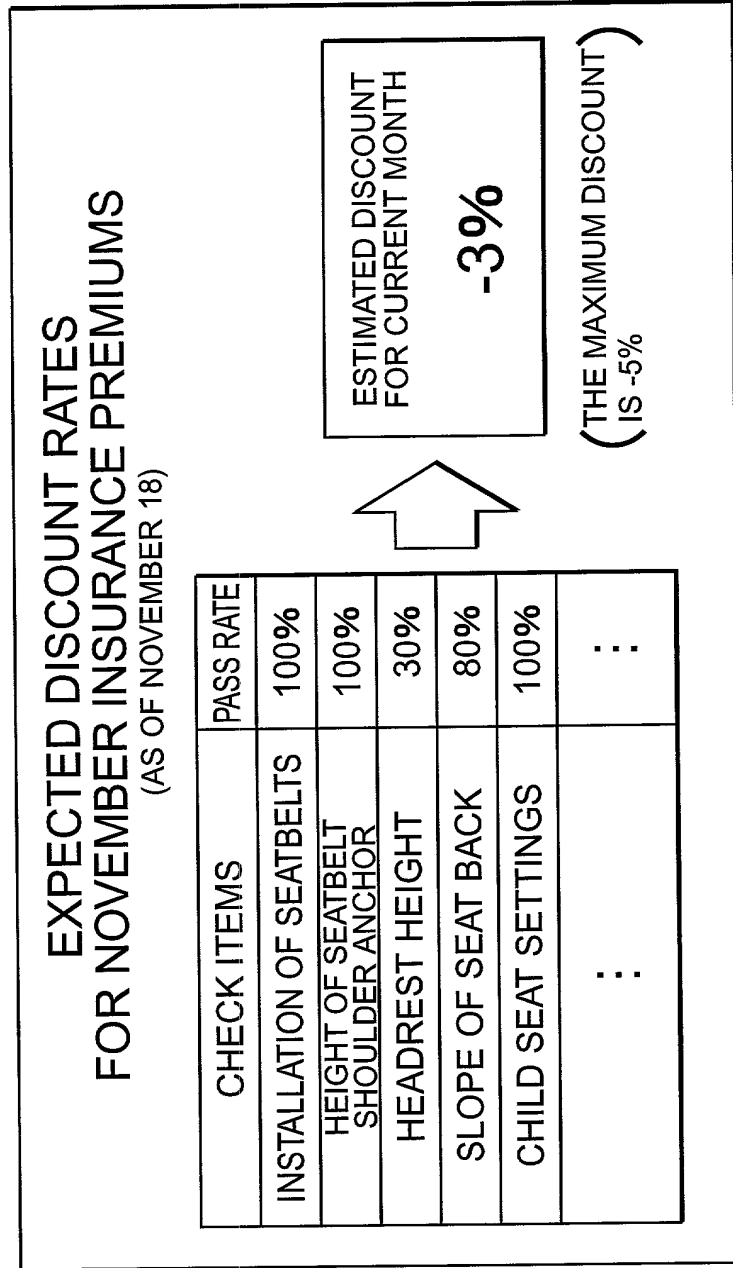 EXPECTED DISCOUNT RATES
FOR NOVEMBER INSURANCE PREMIUMS
(AS OF NOVEMBER 18)
CHECK ITEMS PASS RATE
INSTALLATION OF SEATBELTS 100%
HEIGHT OF SEATBELT
SHOULDER ANCHOR 100%
HEADREST HEIGHT 30%
SLOPE OF SEAT BACK 80%
CHILD SEAT SETTINGS 100%
⋮ ⋮
ESTIMATED DISCOUNT
FOR CURRENT MONTH
-3%
(THE MAXIMUM DISCOUNT
IS -5%)